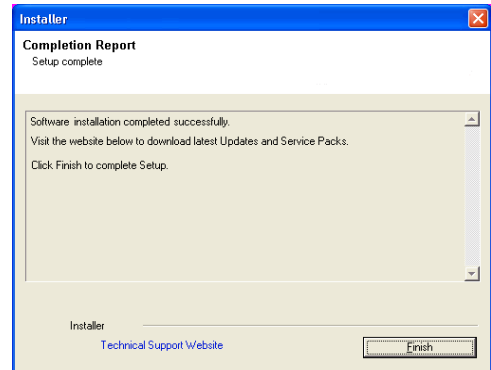 Installer
Completion Report
Setup complete
Software installation completed successfully.
Visit the website below to download latest Updates and Service Packs.
Click Finish to complete Setup.
Installer
Technical Support Website
Finish